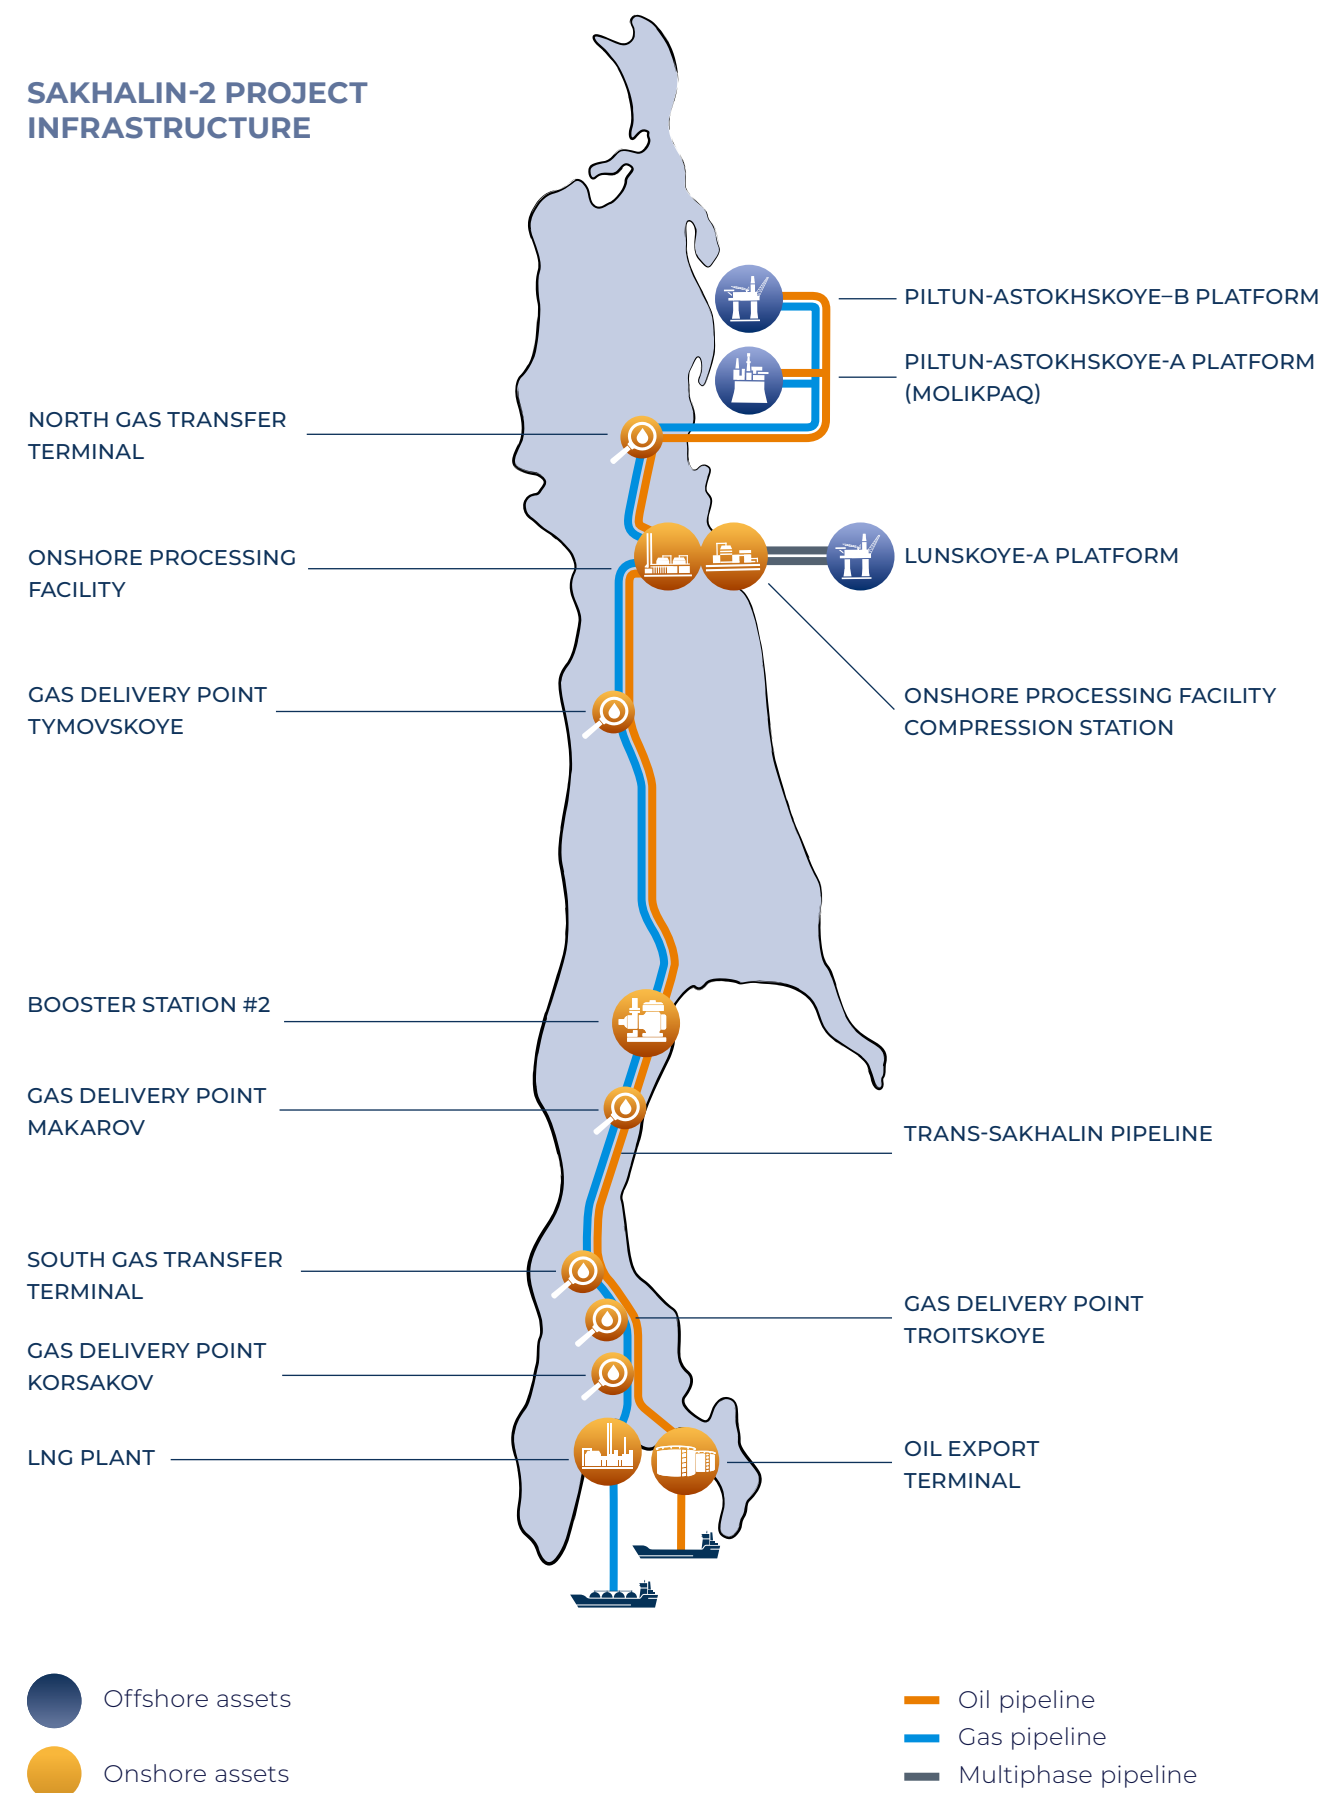 SAKHALIN-2 PROJECT
INFRASTRUCTURE
PILTUN-ASTOKHSKOYE–B PLATFORM
PILTUN-ASTOKHSKOYE-A PLATFORM
(MOLIKPAQ)
NORTH GAS TRANSFER
TERMINAL
ONSHORE PROCESSING
FACILITY
LUNSKOYE-A PLATFORM
GAS DELIVERY POINT
TYMOVSKOYE
ONSHORE PROCESSING FACILITY
COMPRESSION STATION
BOOSTER STATION #2
GAS DELIVERY POINT
MAKAROV
TRANS-SAKHALIN PIPELINE
SOUTH GAS TRANSFER
TERMINAL
GAS DELIVERY POINT
TROITSKOYE
GAS DELIVERY POINT
KORSAKOV
LNG PLANT
OIL EXPORT
TERMINAL
Offshore assets
Onshore assets
Oil pipeline
Gas pipeline
Multiphase pipeline